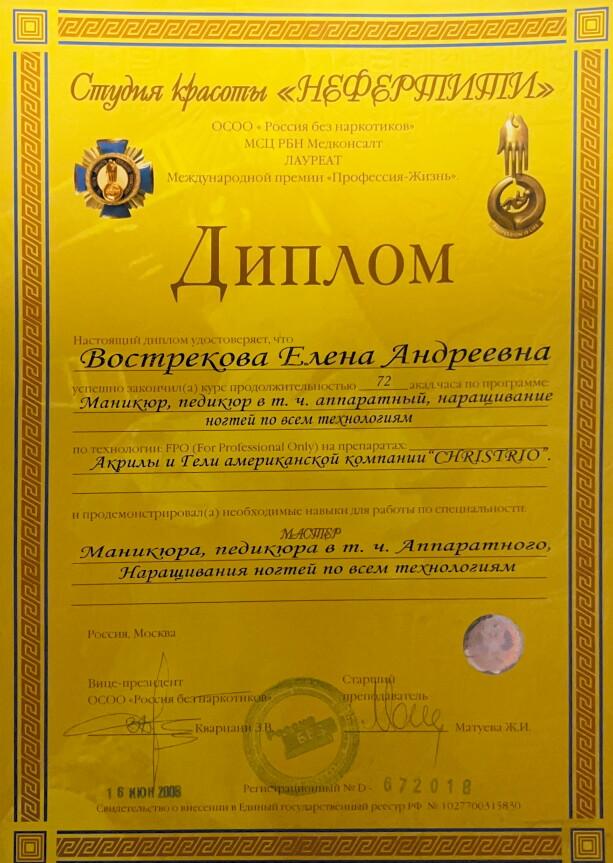 Студия красоты «НЕФЕРТИТИ»
ОСОО « Россия без наркотиков»
МСЦ РБН Медконсалт
ЛАУРЕАТ
Международной премии «Профессия-Жизнь».
Диплом
Настоящий диплом удостоверяет, что
Вострекова Елена Андреевна
успешно закончил(а) курс продолжительностью 72 акад.часа по программе:
Маникюр, педикюр в т. ч. аппаратный, наращивание
ногтей по всем технологиям
по технологии: FPO (For Professional Only) на препаратах:
Акрилы и Гели американской компании "CHRISTRIO".
и продемонстрировал(а) необходимые навыки для работы по специальности:
МАСТЕР
Маникюра, педикюра в т. ч. Аппаратного,
Наращивания ногтей по всем технологиям
Россия, Москва
Вице-президент
ОСОО "Россия без наркотиков"
Квариани З.В.
Старший
преподаватель
Матуева Ж.И.
16 ИЮН 2008
Регистрационный № D - 672018
Свидетельство о внесении в Единый государственный реестр РФ № 1027700315830